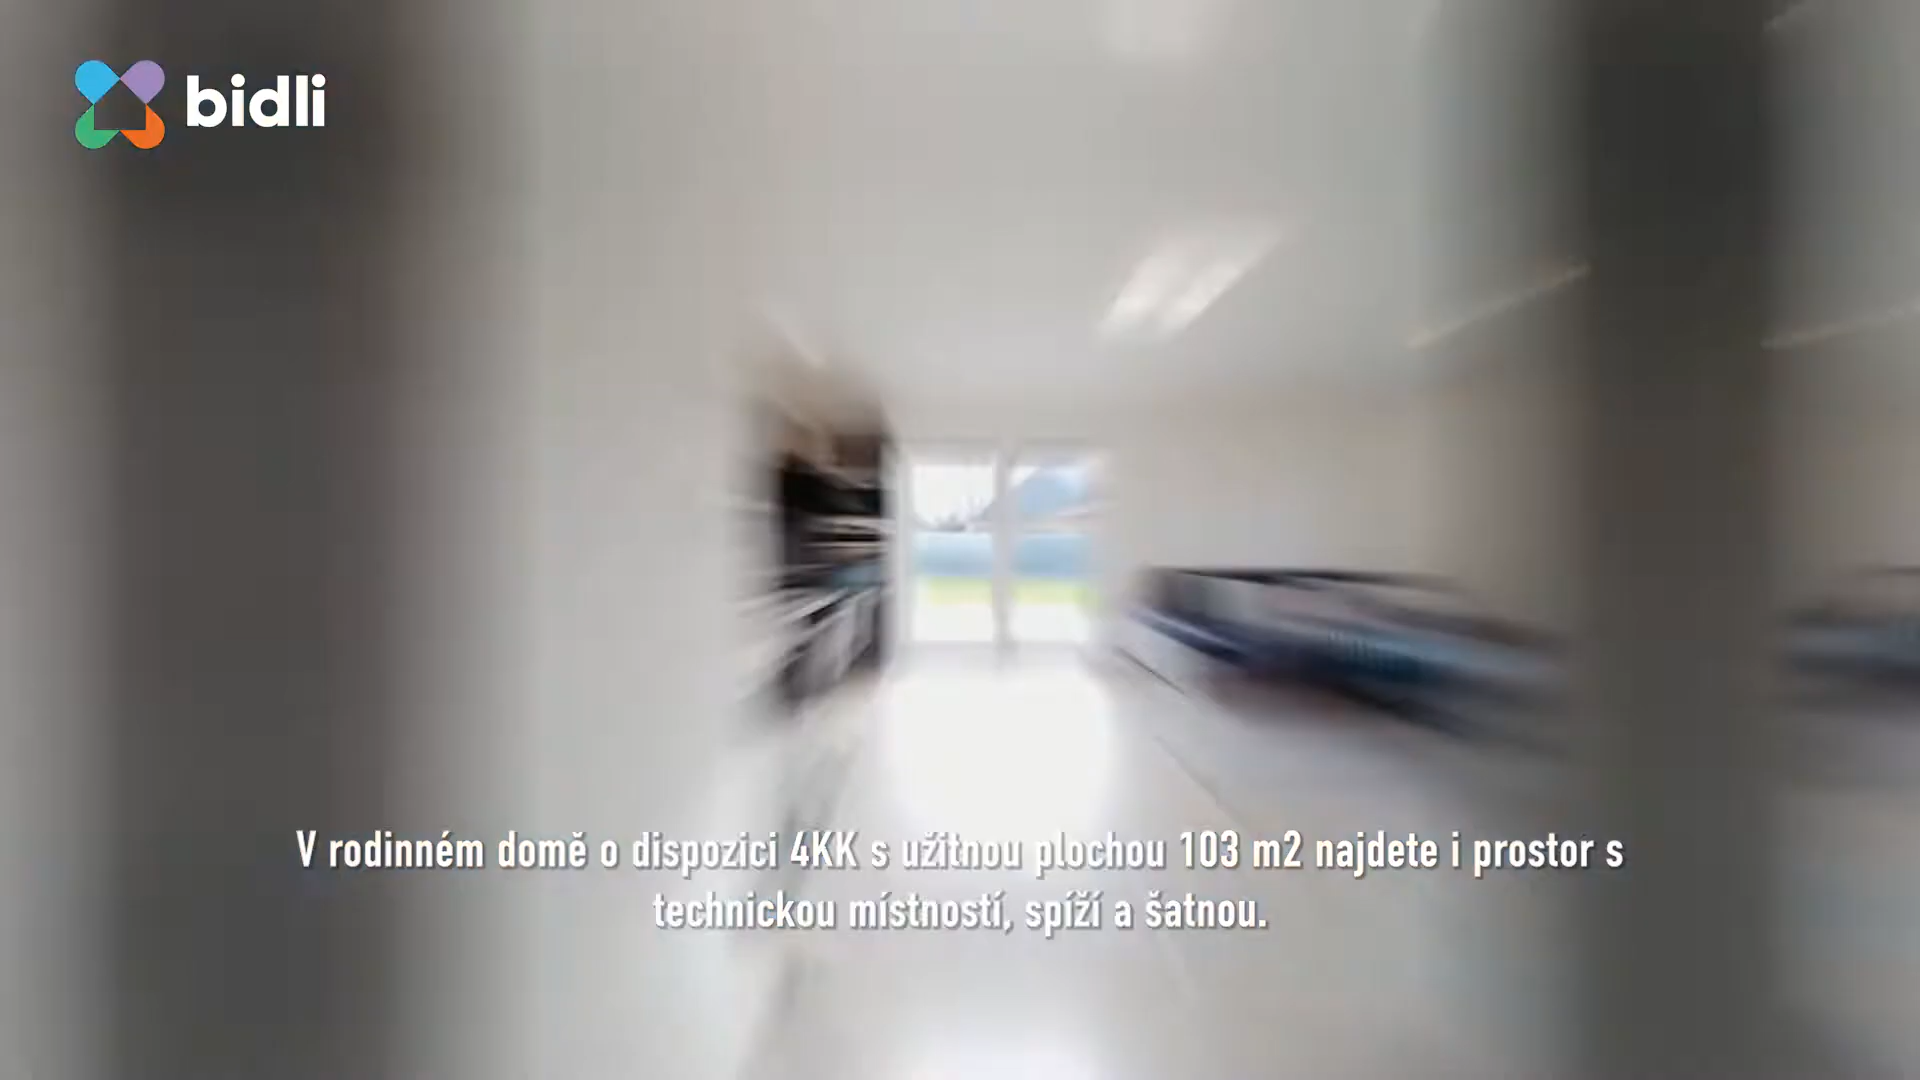 bidli
V rodinném domě o dispozici 4KK s užitnou plochou 103 m2 najdete i prostor s
technickou místností, spíží a šatnou.